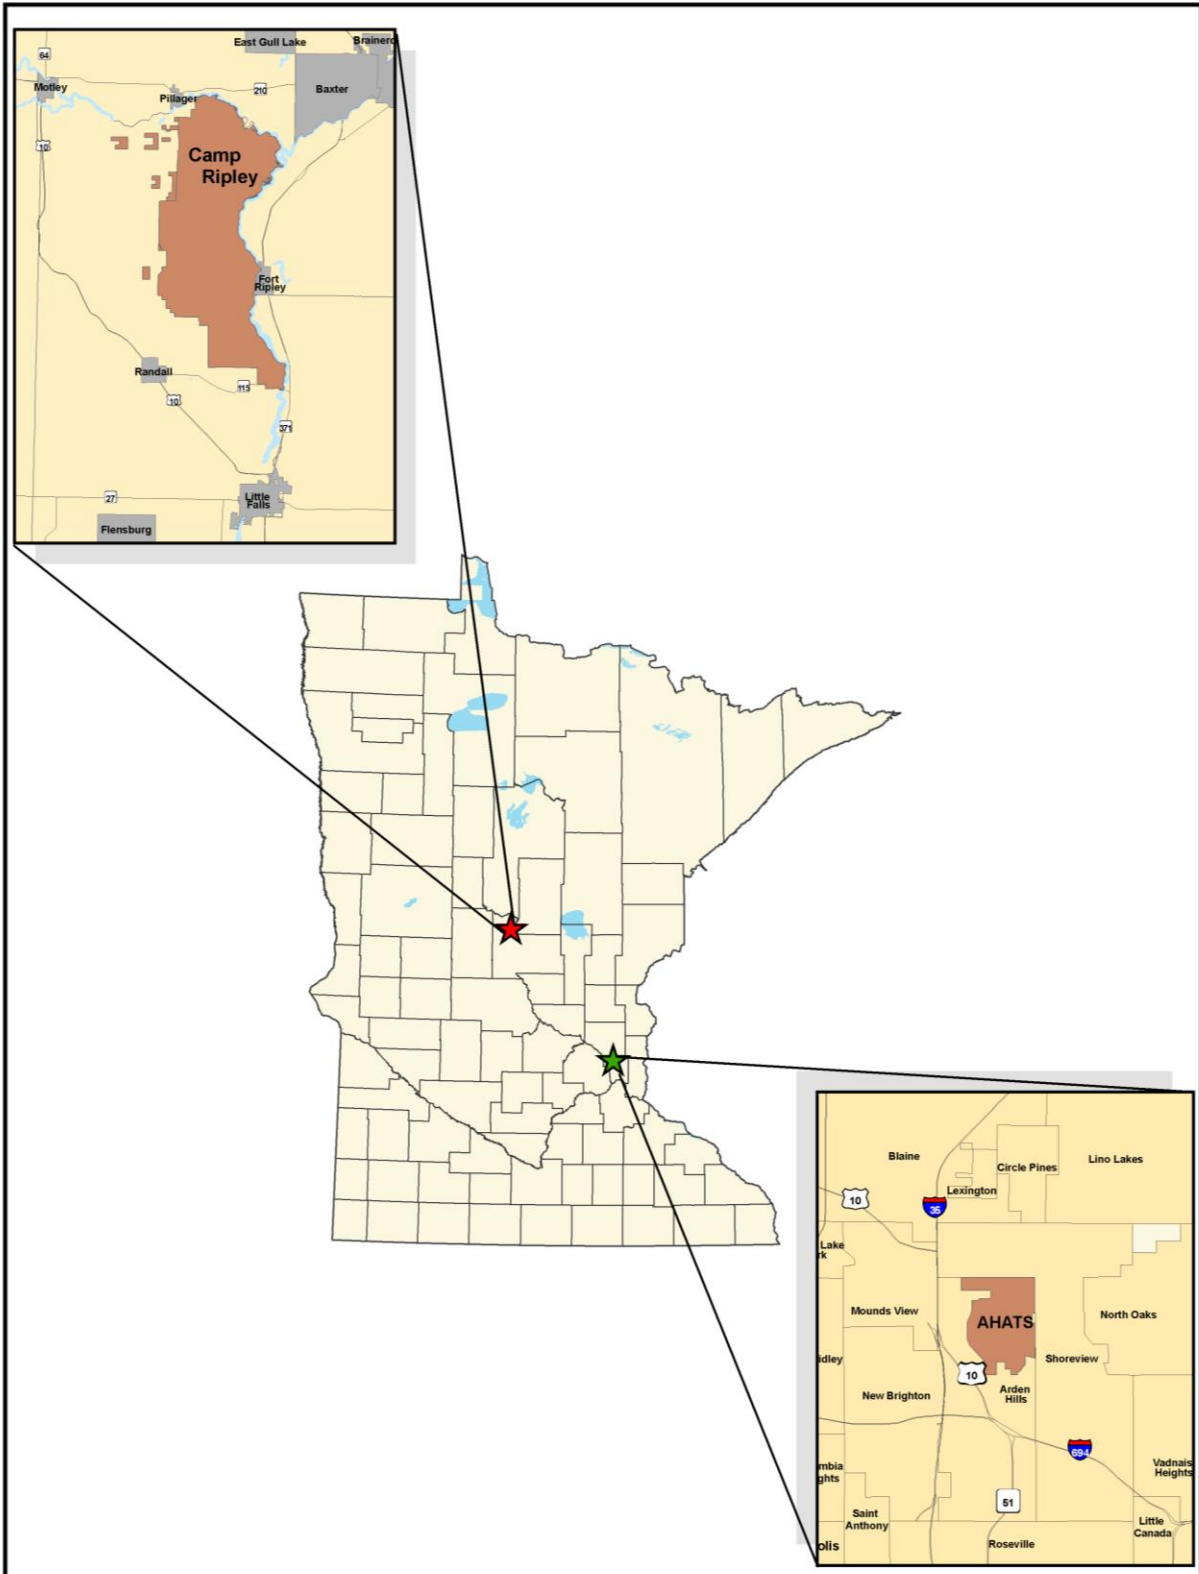 East Gull Lake
Brainerd
64
Motley
Pillager
210
Baxter
10
Camp
Ripley
Fort
Ripley
Randall
115
10
371
27
Little
Falls
Flensburg
Blaine
Lino Lakes
Circle Pines
Lexington
10
35
Lake
rk
Mounds View
AHATS
North Oaks
idley
Shoreview
10
New Brighton
Arden
Hills
694
mbia
ghts
Vadnais
Heights
51
Saint
Anthony
Little
Canada
olis
Roseville